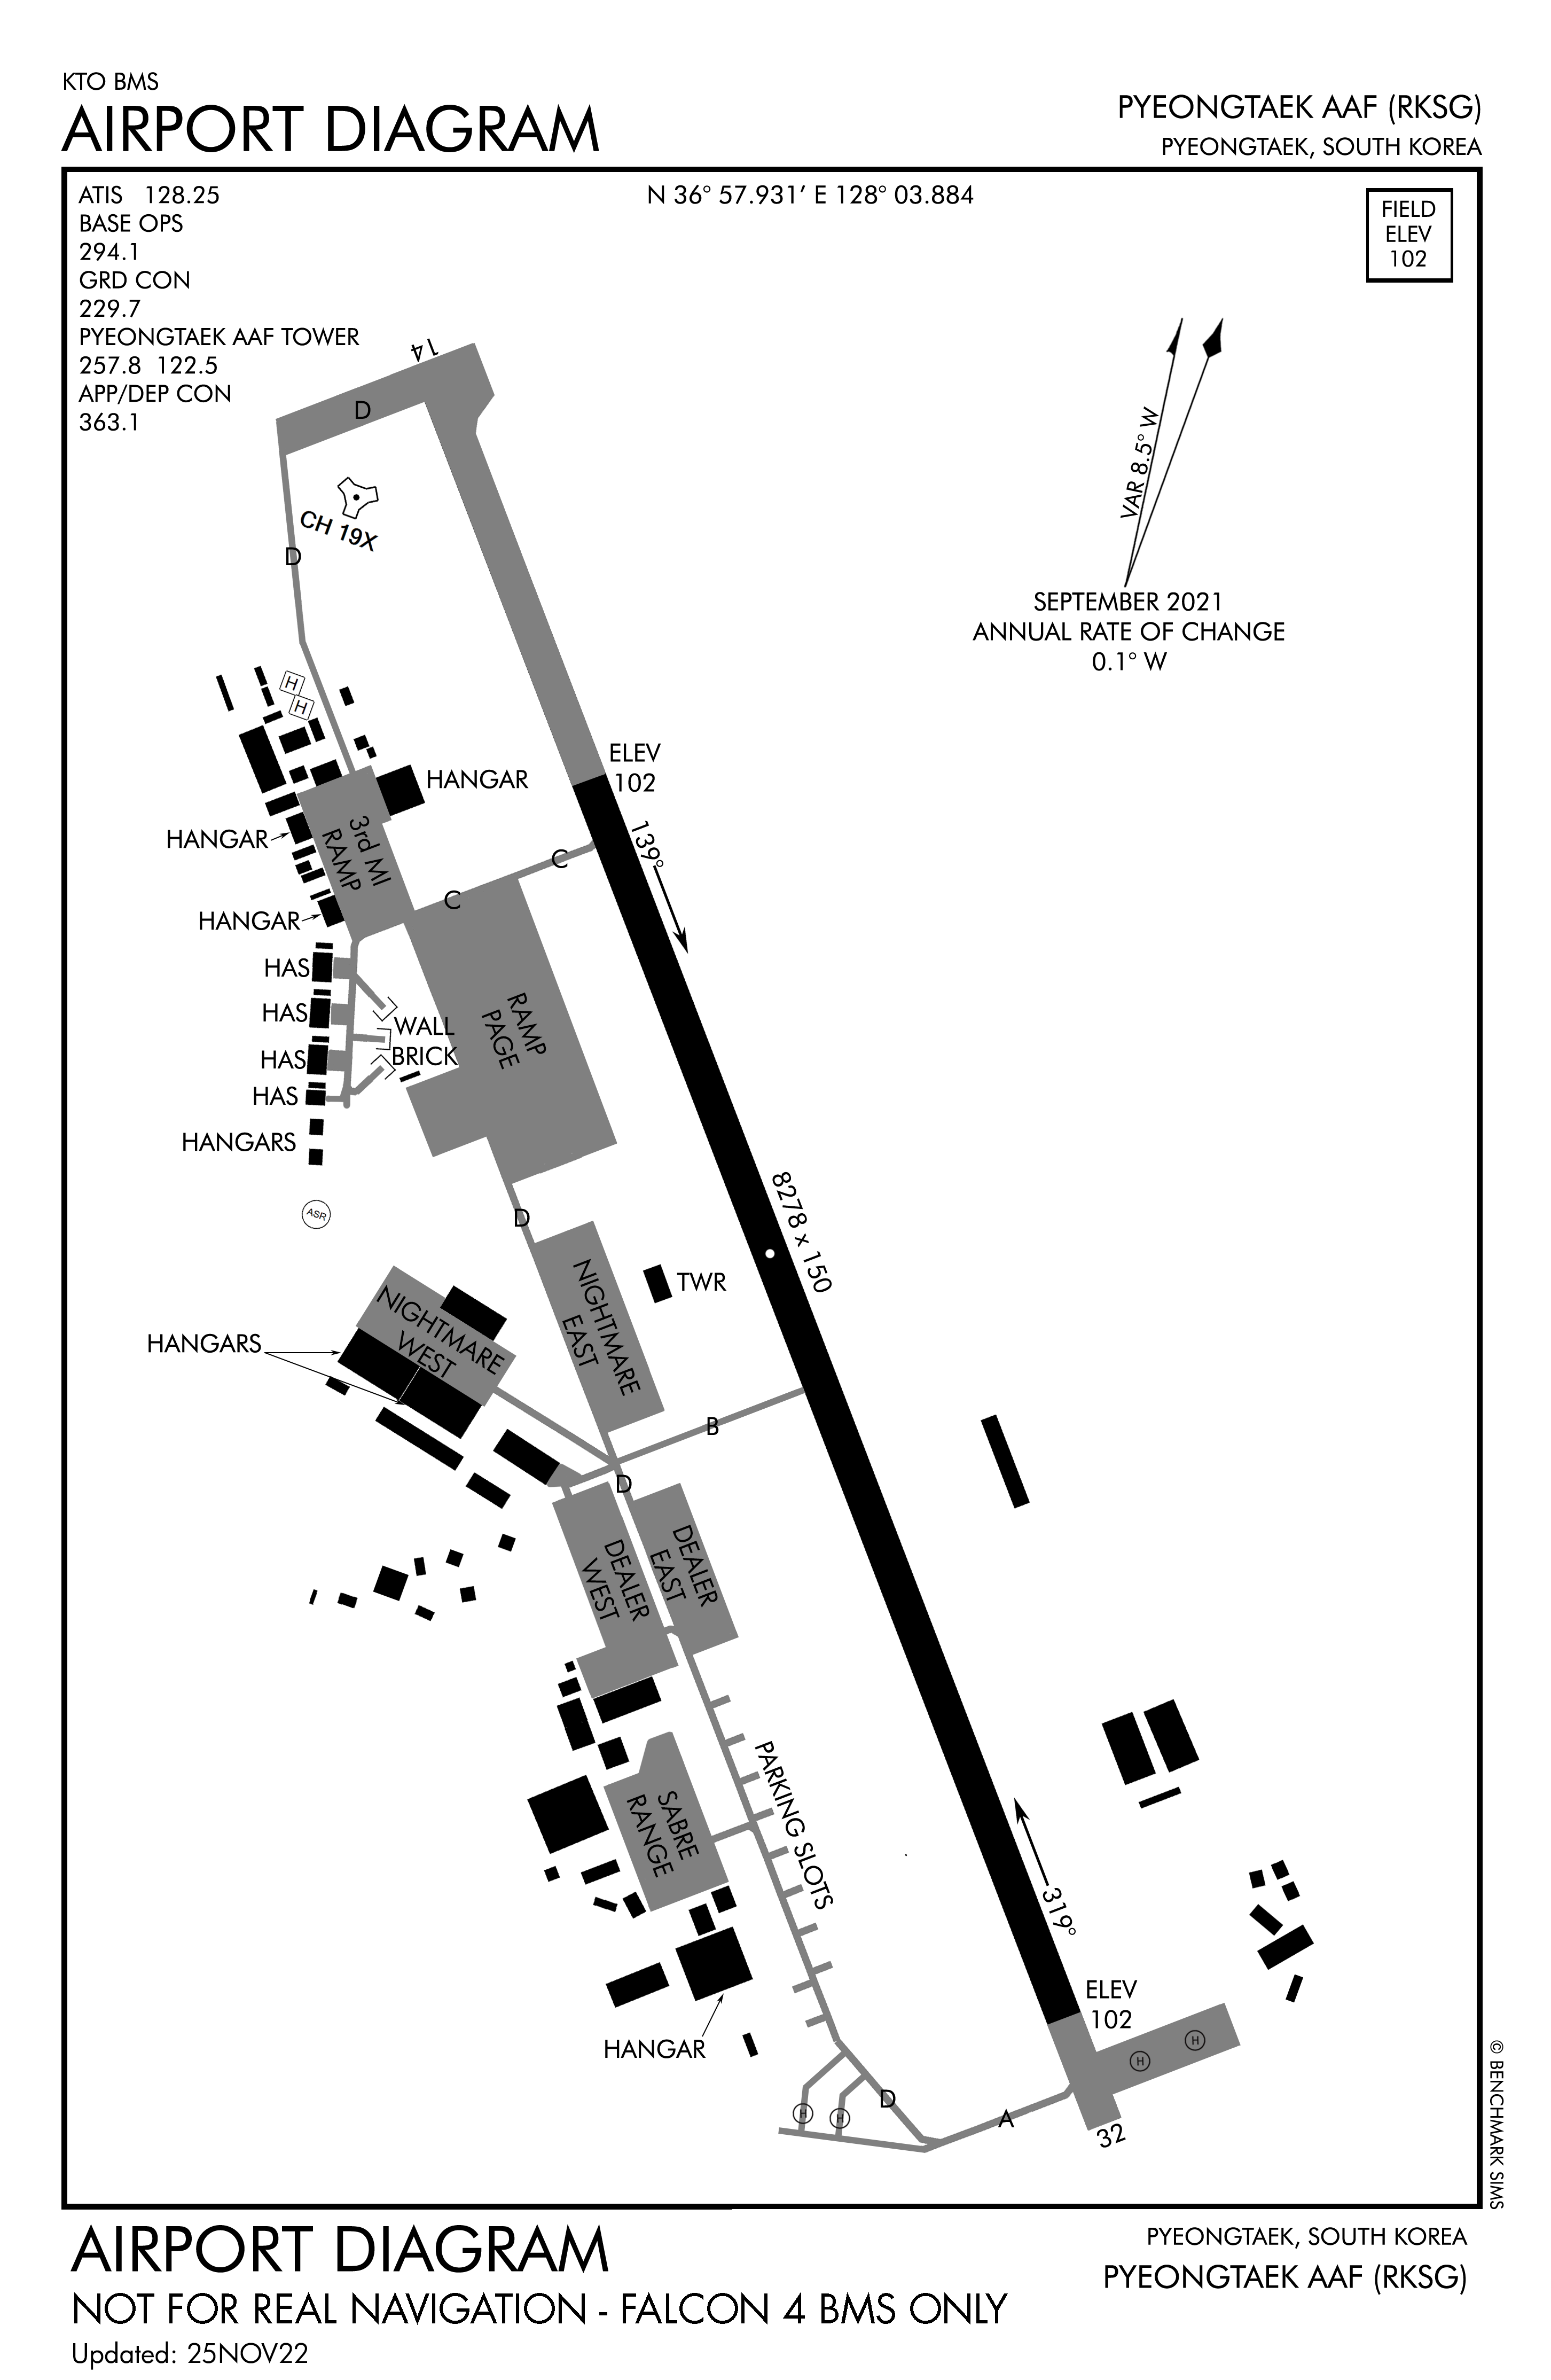 KTO BMS
AIRPORT DIAGRAM
PYEONGTAEK AAF (RKSG)
PYEONGTAEK, SOUTH KOREA
ATIS 128.25
BASE OPS
294.1
GRD CON
229.7
PYEONGTAEK AAF TOWER
257.8 122.5
APP/DEP CON
363.1
N 36° 57.931′ E 128° 03.884
FIELD
ELEV
102
VAR 8.5° W
SEPTEMBER 2021
ANNUAL RATE OF CHANGE
0.1° W
14
D
CH 19X
D
H
H
ELEV
102
HANGAR
139°
HANGAR
3rd MI
RAMP
C
C
HANGAR
HAS
HAS
WALL
BRICK
HAS
HAS
RAMP
PAGE
HANGARS
8278 x 150
ASR
D
TWR
NIGHTMARE
EAST
NIGHTMARE
WEST
HANGARS
B
D
DEALER
WEST
DEALER
EAST
PARKING SLOTS
SABRE
RANGE
319°
ELEV
102
HANGAR
H
H
H
H
D
A
32
© BENCHMARK SIMS
AIRPORT DIAGRAM
NOT FOR REAL NAVIGATION - FALCON 4 BMS ONLY
Updated: 25NOV22
PYEONGTAEK, SOUTH KOREA
PYEONGTAEK AAF (RKSG)